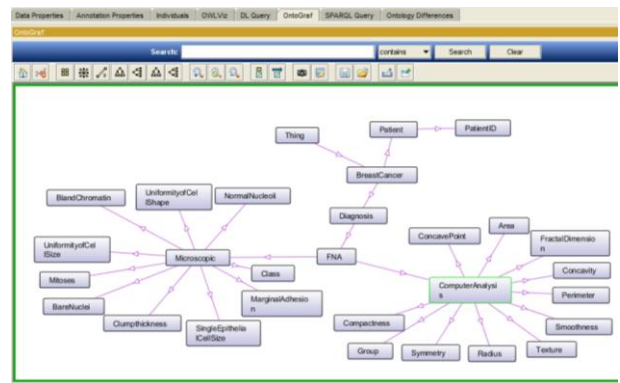 Data Properties Annotation Properties Individuals OWLViz DL Query OntoGraf SPARQL Query Ontology Differences
OntoGraf
Search: contains Search Clear
Thing
Patient
PatientID
BreastCancer
Diagnosis
FNA
BlandChromatin
UniformityofCel
lShape
NormalNucleoli
UniformityofCel
lSize
Microscopic
Mitoses
Class
BareNuclei
MarginalAdhesio
n
Clumpthickness
SingleEpithelia
lCellSize
ConcavePoint
Area
FractalDimensio
n
Concavity
ComputerAnalysi
s
Perimeter
Compactness
Smoothness
Group
Symmetry
Radius
Texture